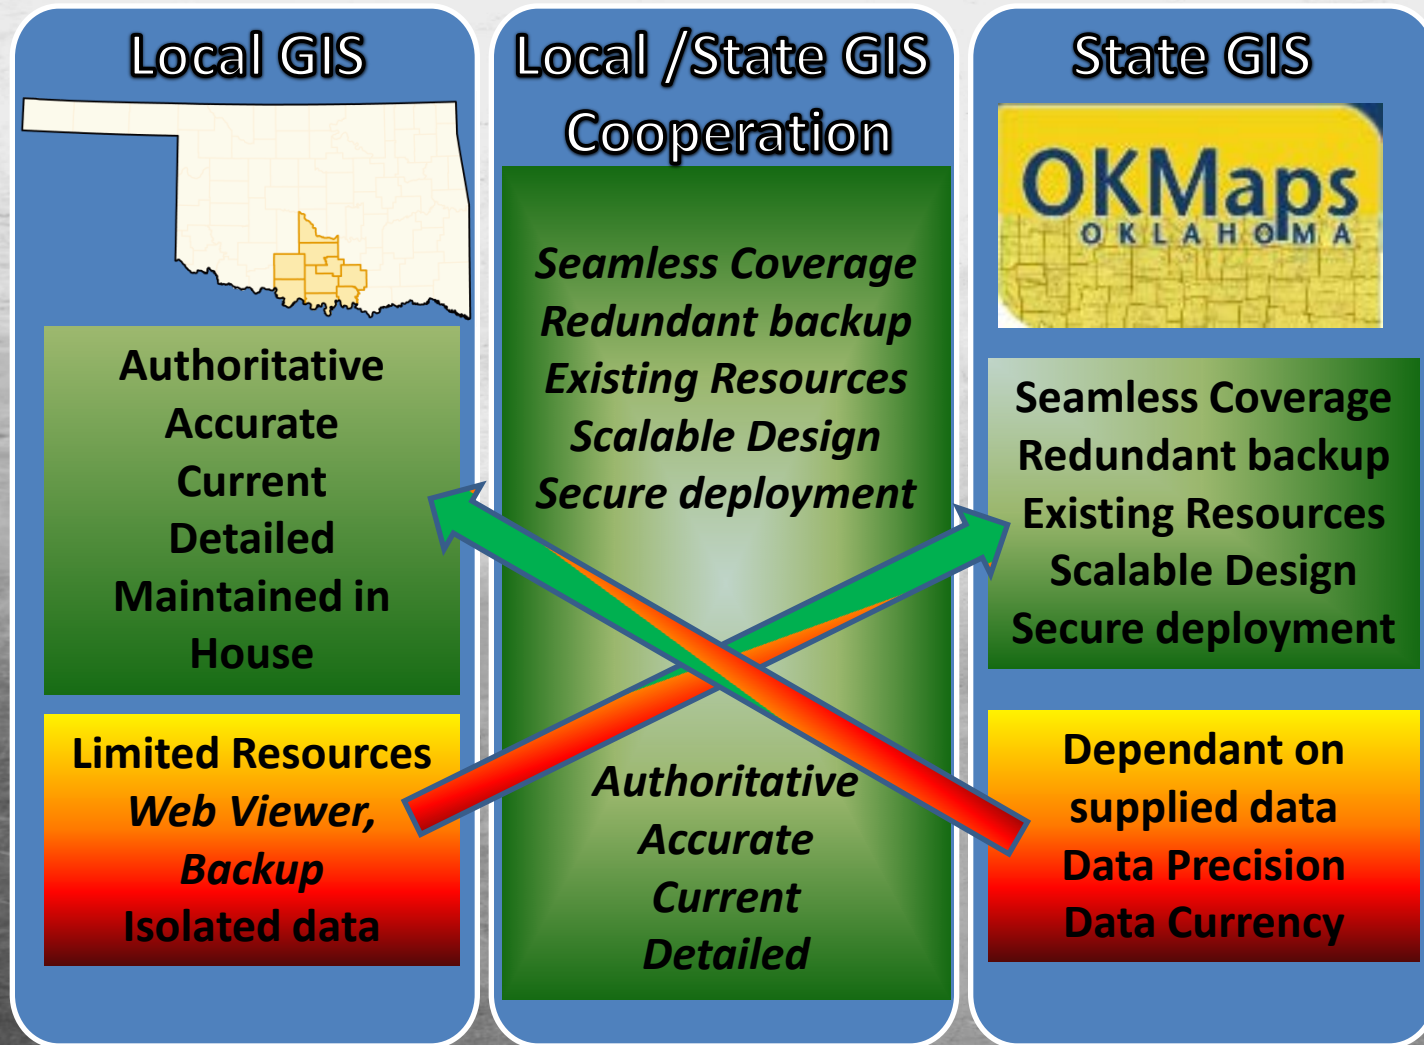 Local GIS
Authoritative
Accurate
Current
Detailed
Maintained in
House
Limited Resources
Web Viewer,
Backup
Isolated data
Local /State GIS
Cooperation
Seamless Coverage
Redundant backup
Existing Resources
Scalable Design
Secure deployment
Authoritative
Accurate
Current
Detailed
State GIS
OKMaps
OKLAHOMA
Seamless Coverage
Redundant backup
Existing Resources
Scalable Design
Secure deployment
Dependant on
supplied data
Data Precision
Data Currency